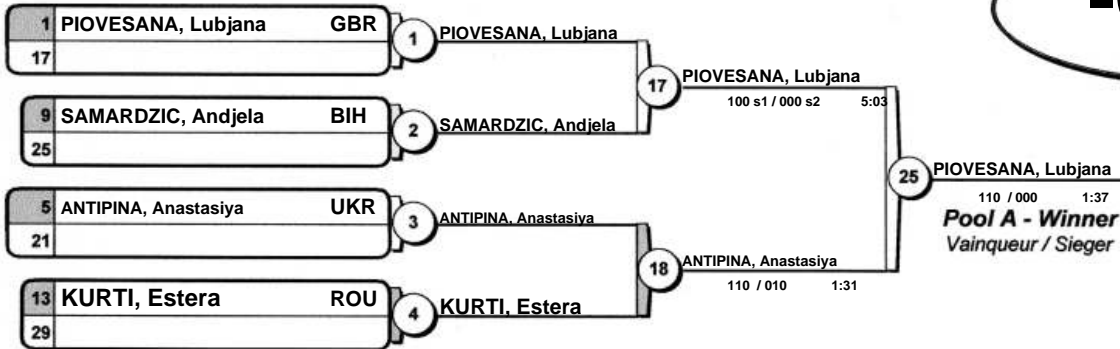 1 PIOVESANA, Lubjana GBR
17
1
PIOVESANA, Lubjana
9 SAMARDZIC, Andjela BIH
25
2
SAMARDZIC, Andjela
17
PIOVESANA, Lubjana
100 s1 / 000 s2 5:03
5 ANTIPINA, Anastasiya UKR
21
3
ANTIPINA, Anastasiya
13 KURTI, Estera ROU
29
4
KURTI, Estera
18
ANTIPINA, Anastasiya
110 / 010 1:31
25
PIOVESANA, Lubjana
110 / 000 1:37
Pool A - Winner
Vainqueur / Sieger